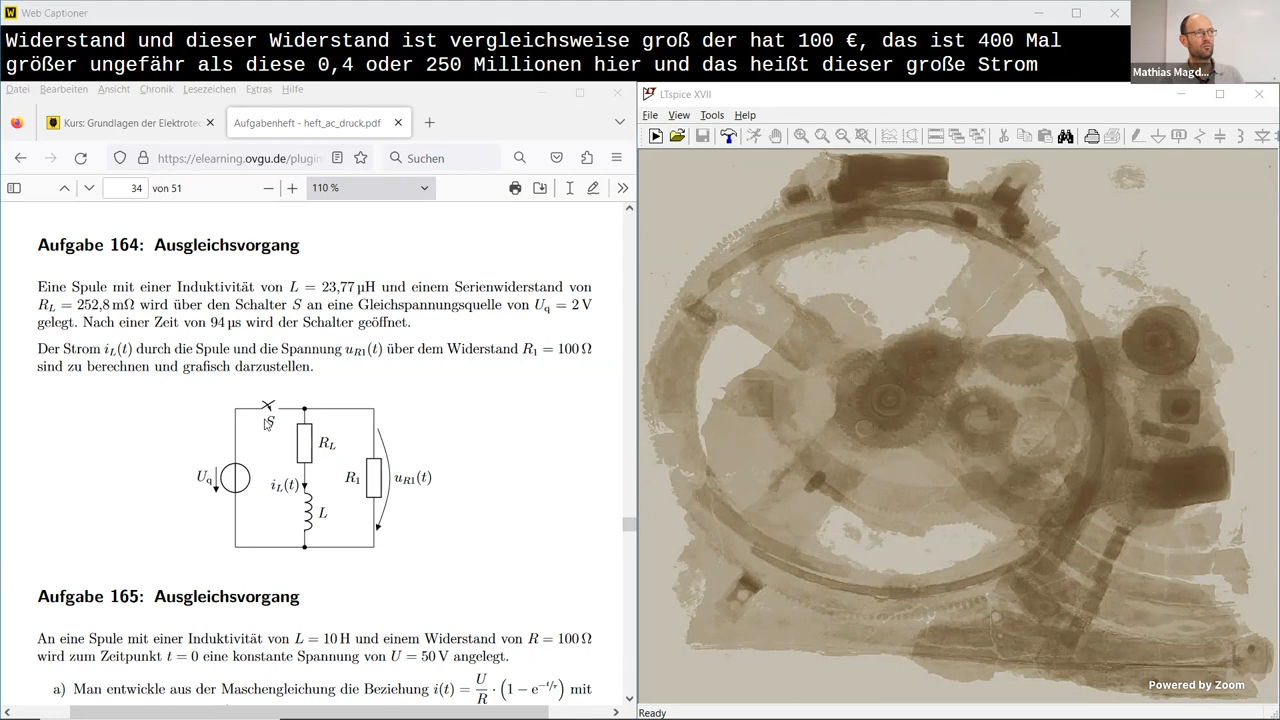 Web Captioner
Widerstand und dieser Widerstand ist vergleichsweise groß der hat 100 €, das ist 400 Mal
größer ungefähr als diese 0,4 oder 250 Millionen hier und das heißt dieser große Strom
Mathias Magd...
Datei Bearbeiten Ansicht Chronik Lesezeichen Extras Hilfe
Kurs: Grundlagen der Elektrote
Aufgabenheft - heft_ac_druck.pdf
https://elearning.ovgu.de/plugin
Suchen
34 von 51
110 %
Aufgabe 164: Ausgleichsvorgang
Eine Spule mit einer Induktivität von L = 23,77 µH und einem Serienwiderstand von
R_L = 252,8 mΩ wird über den Schalter S an eine Gleichspannungsquelle von U_q = 2 V
gelegt. Nach einer Zeit von 94 µs wird der Schalter geöffnet.
Der Strom i_L(t) durch die Spule und die Spannung u_R1(t) über dem Widerstand R_1 = 100 Ω
sind zu berechnen und grafisch darzustellen.
S
R_L
U_q
i_L(t)
R_1
u_R1(t)
L
Aufgabe 165: Ausgleichsvorgang
An eine Spule mit einer Induktivität von L = 10 H und einem Widerstand von R = 100 Ω
wird zum Zeitpunkt t = 0 eine konstante Spannung von U = 50 V angelegt.
a) Man entwickle aus der Maschengleichung die Beziehung i(t) = U/R · (1 − e^(−t/τ)) mit
LTspice XVII
File View Tools Help
Powered by Zoom
Ready